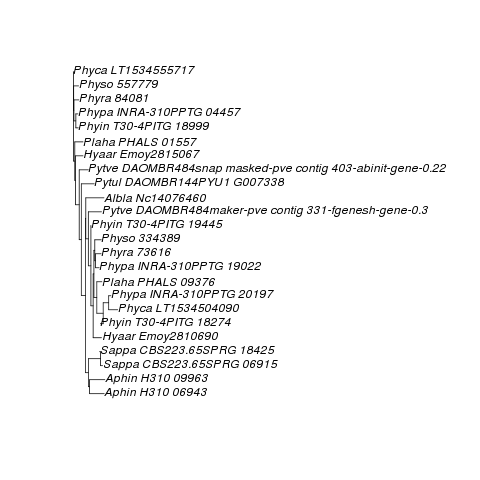 Phyca LT1534555717
Physo 557779
Phyra 84081
Phypa INRA-310PPTG 04457
Phyin T30-4PITG 18999
Plaha PHALS 01557
Hyaar Emoy2815067
Pytve DAOMBR484snap masked-pve contig 403-abinit-gene-0.22
Pytul DAOMBR144PYU1 G007338
Albla Nc14076460
Pytve DAOMBR484maker-pve contig 331-fgenesh-gene-0.3
Phyin T30-4PITG 19445
Physo 334389
Phyra 73616
Phypa INRA-310PPTG 19022
Plaha PHALS 09376
Phypa INRA-310PPTG 20197
Phyca LT1534504090
Phyin T30-4PITG 18274
Hyaar Emoy2810690
Sappa CBS223.65SPRG 18425
Sappa CBS223.65SPRG 06915
Aphin H310 09963
Aphin H310 06943